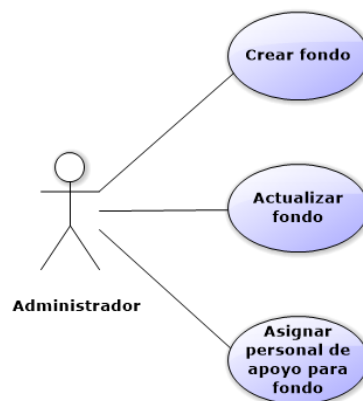 Crear fondo
Actualizar
fondo
Administrador
Asignar
personal de
apoyo para
fondo